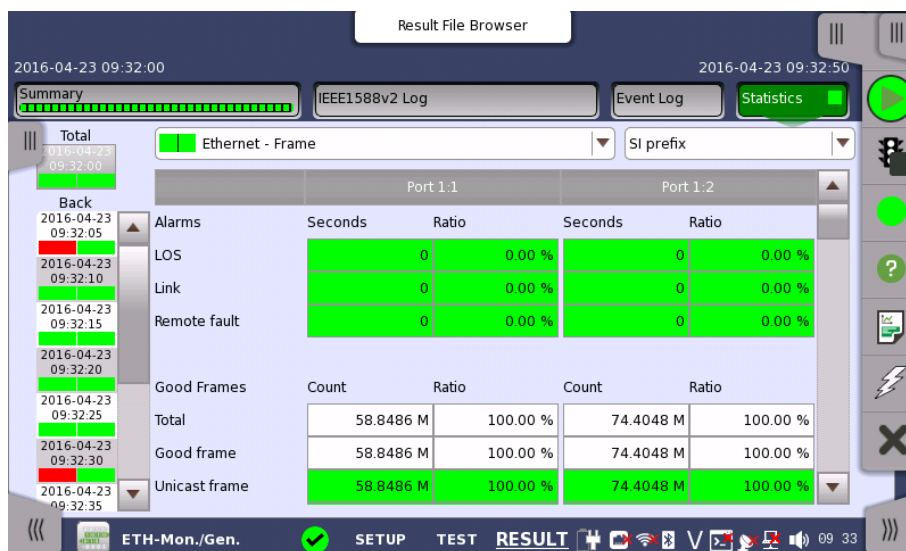 Result File Browser
2016-04-23 09:32:00
2016-04-23 09:32:50
Summary
IEEE1588v2 Log
Event Log
Statistics
Total
2016-04-23
09:32:00
Ethernet - Frame
SI prefix
Port 1:1
Port 1:2
Back
2016-04-23
09:32:05
2016-04-23
09:32:10
2016-04-23
09:32:15
2016-04-23
09:32:20
2016-04-23
09:32:25
2016-04-23
09:32:30
2016-04-23
09:32:35
Alarms Seconds Ratio Seconds Ratio
LOS 0 0.00 % 0 0.00 %
Link 0 0.00 % 0 0.00 %
Remote fault 0 0.00 % 0 0.00 %
Good Frames Count Ratio Count Ratio
Total 58.8486 M 100.00 % 74.4048 M 100.00 %
Good frame 58.8486 M 100.00 % 74.4048 M 100.00 %
Unicast frame 58.8486 M 100.00 % 74.4048 M 100.00 %
ETH-Mon./Gen. SETUP TEST RESULT 09 33